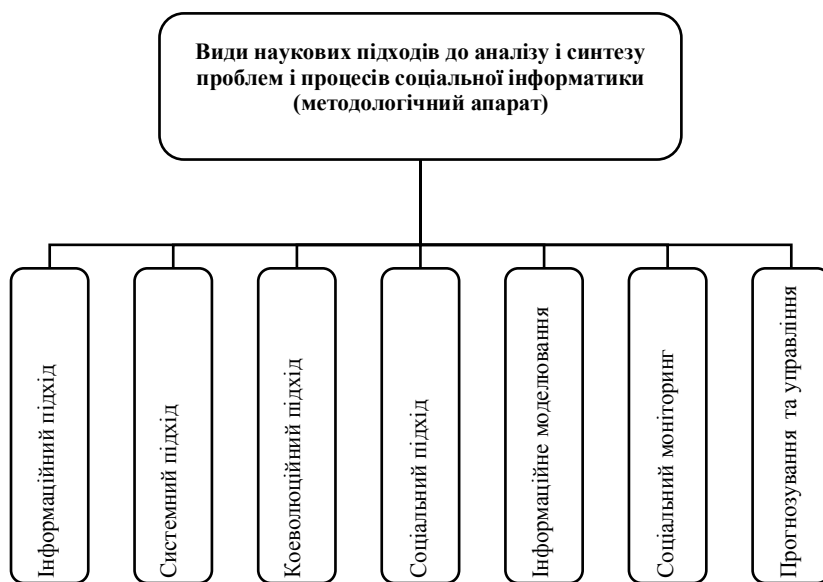 Види наукових підходів до аналізу і синтезу
проблем і процесів соціальної інформатики
(методологічний апарат)
Інформаційний підхід
Системний підхід
Коеволюційний підхід
Соціальний підхід
Інформаційне моделювання
Соціальний моніторинг
Прогнозування та управління